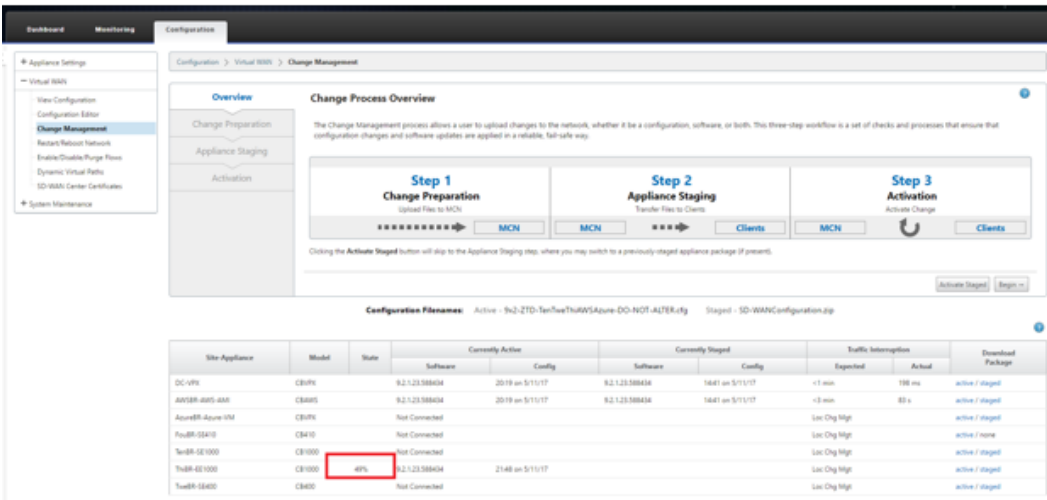 Dashboard Monitoring Configuration
+ Appliance Settings
− Virtual WAN
View Configuration
Configuration Editor
Change Management
Restart/Reboot Network
Enable/Disable/Purge Flows
Dynamic Virtual Paths
SD-WAN Center Certificates
+ System Maintenance
Configuration > Virtual WAN > Change Management
Overview
Change Preparation
Appliance Staging
Activation
Change Process Overview
The Change Management process allows a user to upload changes to the network, whether it be a configuration, software, or both. This three-step workflow is a set of checks and processes that ensure that
configuration changes and software updates are applied in a reliable, fail-safe way.
Step 1
Change Preparation
Upload Files to MCN
MCN
Step 2
Appliance Staging
Transfer Files to Clients
MCN Clients
Step 3
Activation
Activate Change
MCN Clients
Clicking the Activate Staged button will skip to the Appliance Staging step, where you may switch to a previously-staged appliance package (if present).
Activate Staged Begin →
Configuration Filenames: Active - 9v2-ZTD-TenTweThiAWSAzure-DO-NOT-ALTER.cfg Staged - SD-WANConfiguration.zip
Site-Appliance Model State Currently Active Currently Staged Traffic Interruption Download Package
Software Config Software Config Expected Actual
DC-VPX CBVPX 9.2.1.23.588434 20:19 on 5/11/17 9.2.1.23.588434 14:41 on 5/11/17 <1 min 198 ms active / staged
AWSBR-AWS-AMI CBAWS 9.2.1.23.588434 20:19 on 5/11/17 9.2.1.23.588434 14:41 on 5/11/17 <3 min 83 s active / staged
AzureBR-Azure-VM CBVPX Not Connected Loc Chg Mgt active / staged
FouBR-SE410 CB410 Not Connected Loc Chg Mgt active / none
TenBR-SE1000 CB1000 Not Connected Loc Chg Mgt active / staged
ThiBR-EE1000 CB1000 49% 9.2.1.23.588434 21:48 on 5/11/17 Loc Chg Mgt active / staged
TweBR-SE400 CB400 Not Connected Loc Chg Mgt active / staged